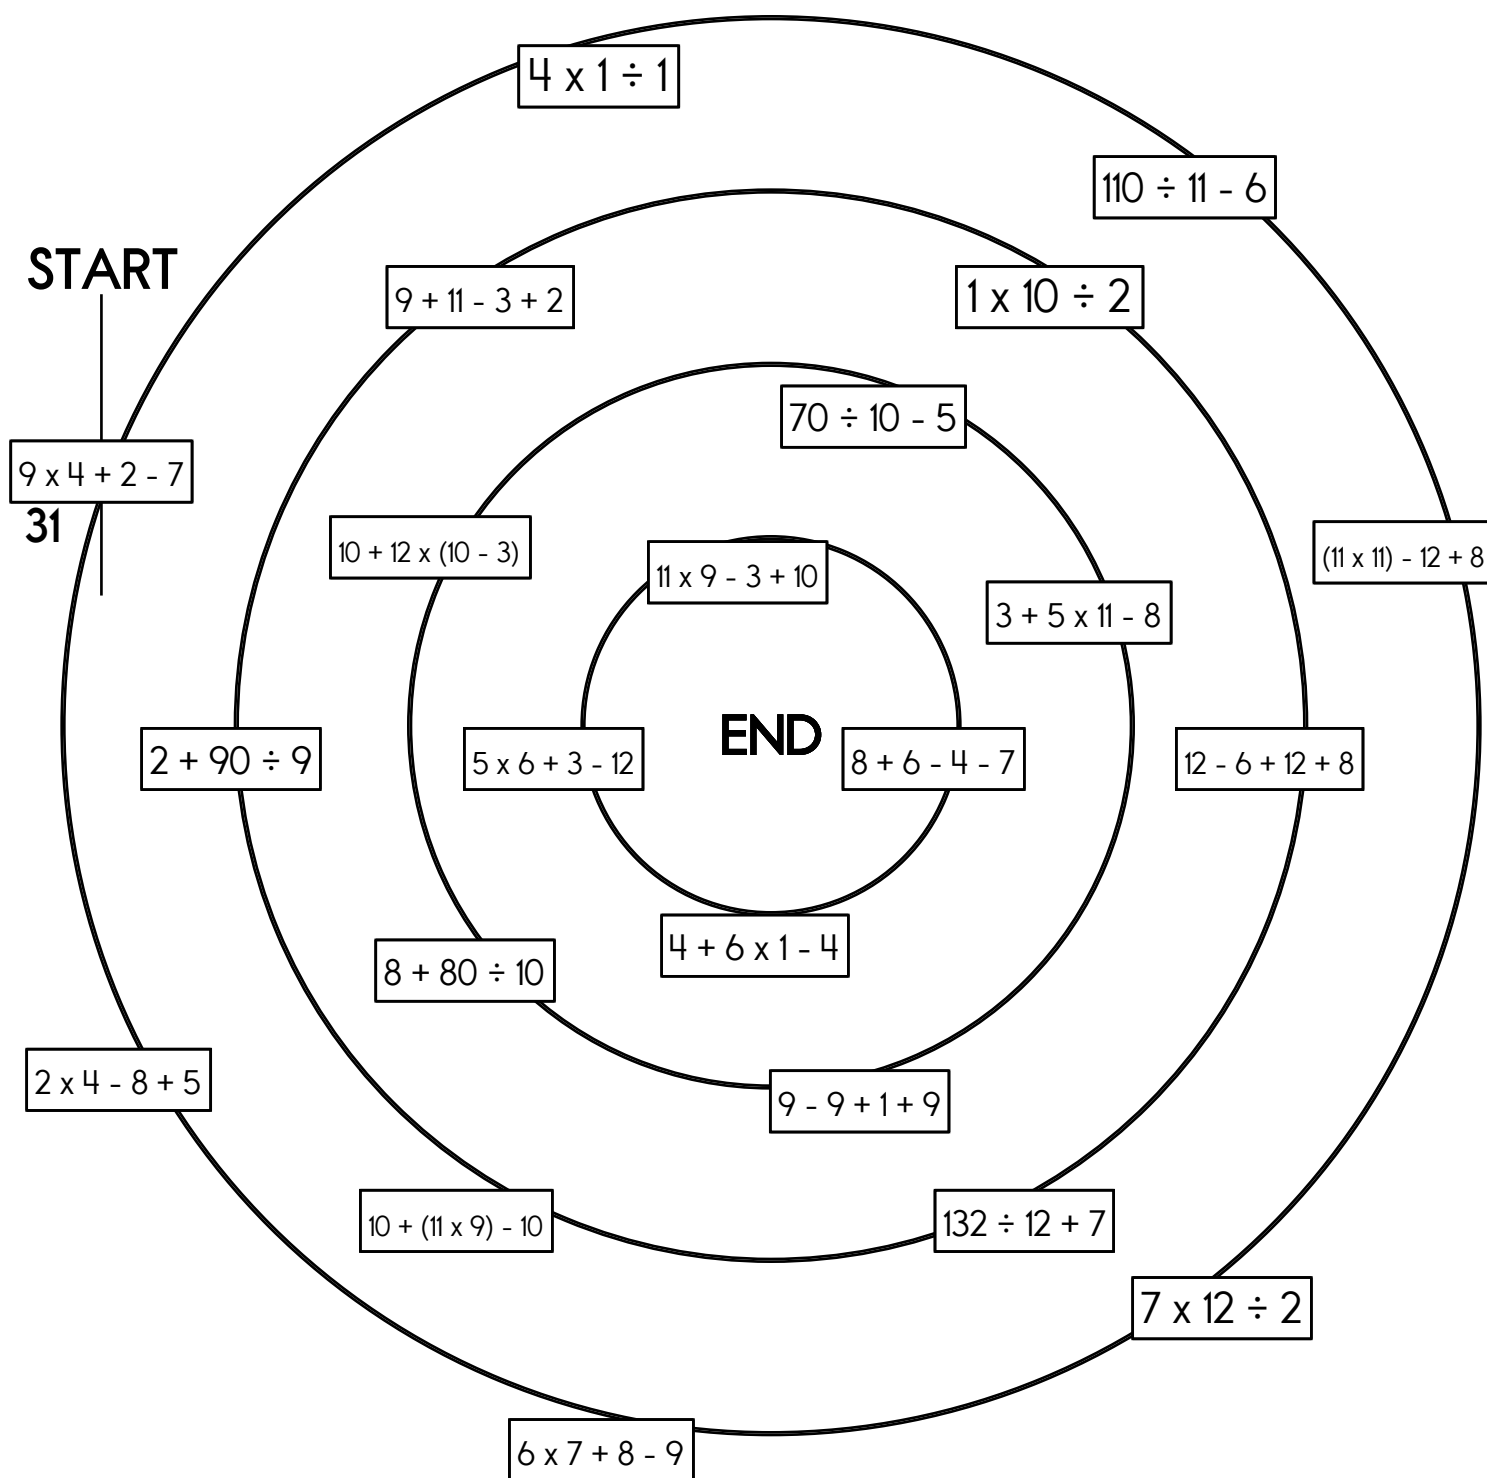 4 x 1 ÷ 1
110 ÷ 11 - 6
START
9 + 11 - 3 + 2
1 x 10 ÷ 2
70 ÷ 10 - 5
9 x 4 + 2 - 7
31
10 + 12 x (10 - 3)
(11 x 11) - 12 + 8
11 x 9 - 3 + 10
3 + 5 x 11 - 8
END
2 + 90 ÷ 9
5 x 6 + 3 - 12
8 + 6 - 4 - 7
12 - 6 + 12 + 8
4 + 6 x 1 - 4
8 + 80 ÷ 10
2 x 4 - 8 + 5
9 - 9 + 1 + 9
10 + (11 x 9) - 10
132 ÷ 12 + 7
7 x 12 ÷ 2
6 x 7 + 8 - 9